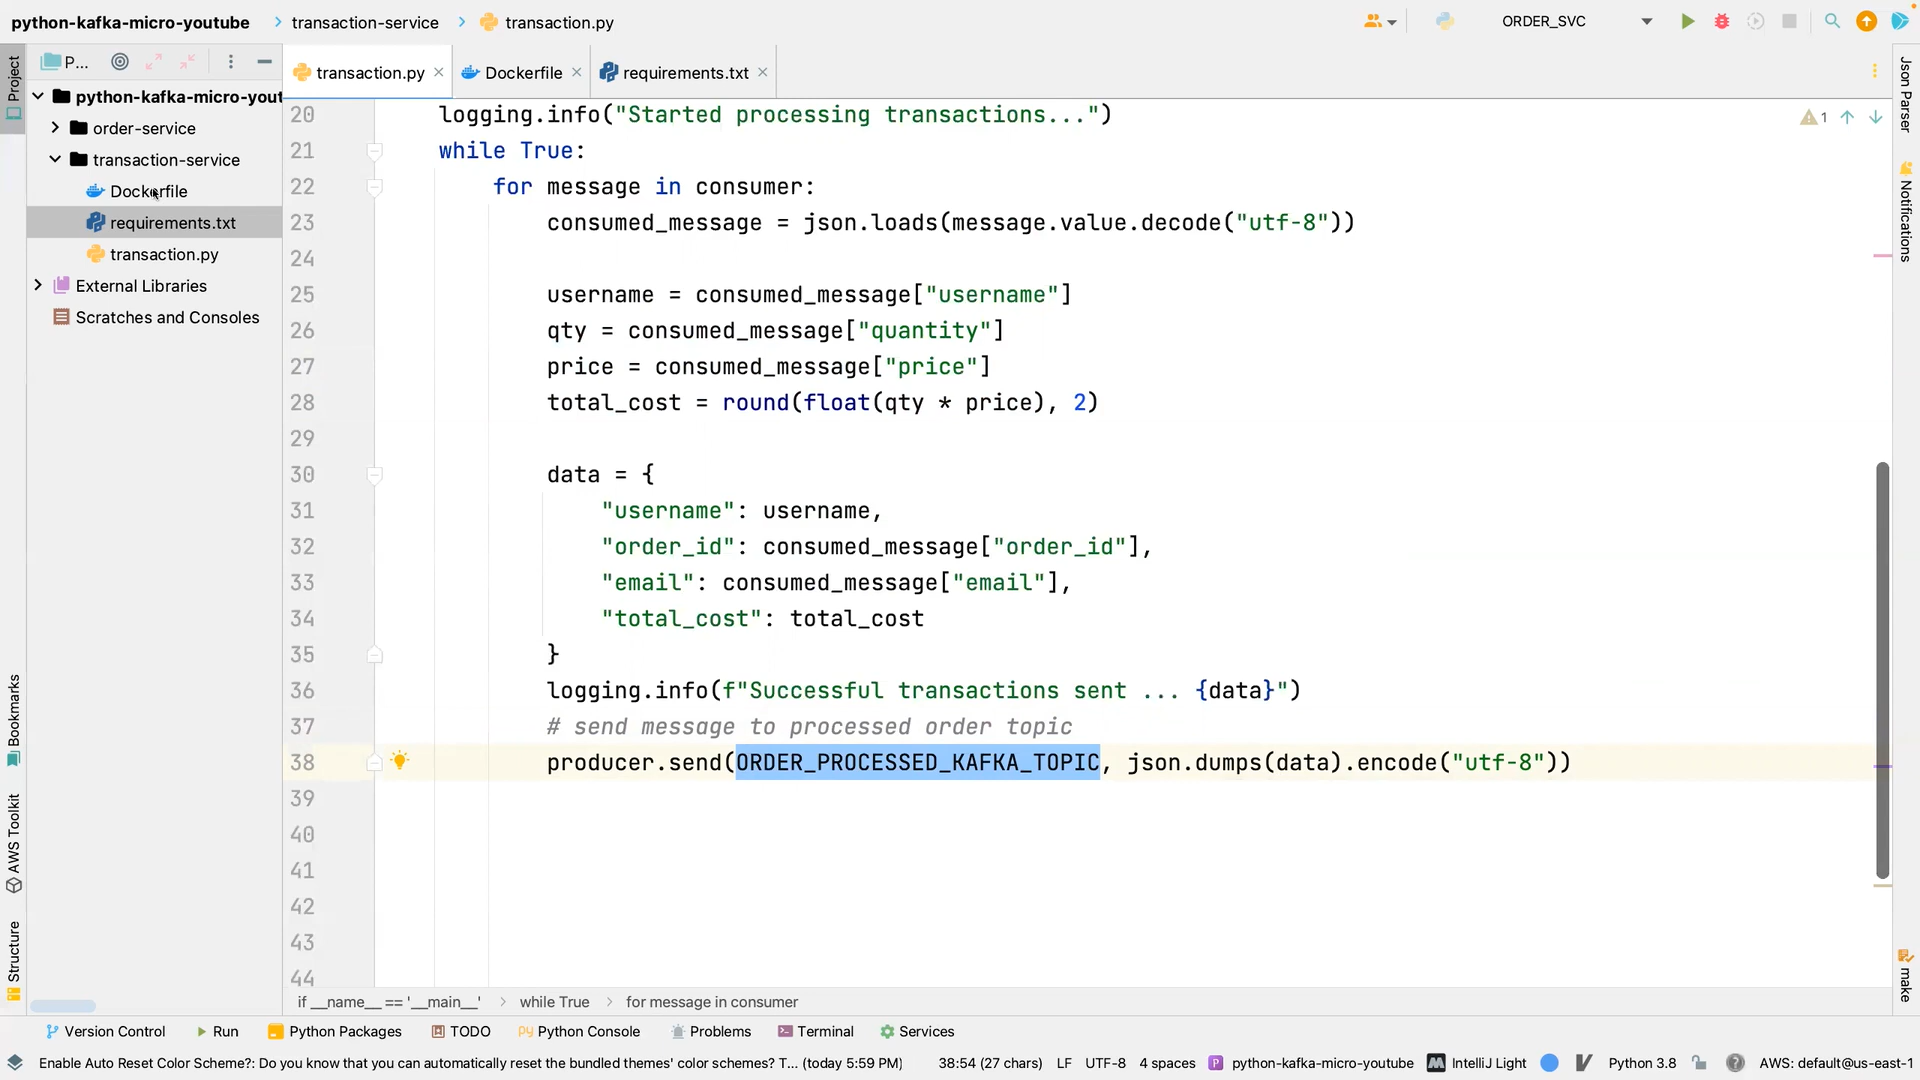 python-kafka-micro-youtube transaction-service transaction.py ORDER_SVC
P...
transaction.py Dockerfile requirements.txt
Project
python-kafka-micro-yout
order-service
transaction-service
Dockerfile
requirements.txt
transaction.py
External Libraries
Scratches and Consoles
Bookmarks
AWS Toolkit
Structure
20 logging.info("Started processing transactions...")
21 while True:
22 for message in consumer:
23 consumed_message = json.loads(message.value.decode("utf-8"))
24
25 username = consumed_message["username"]
26 qty = consumed_message["quantity"]
27 price = consumed_message["price"]
28 total_cost = round(float(qty * price), 2)
29
30 data = {
31 "username": username,
32 "order_id": consumed_message["order_id"],
33 "email": consumed_message["email"],
34 "total_cost": total_cost
35 }
36 logging.info(f"Successful transactions sent ... {data}")
37 # send message to processed order topic
38 producer.send(ORDER_PROCESSED_KAFKA_TOPIC, json.dumps(data).encode("utf-8"))
39
40
41
42
43
44
1
Json Parser
Notifications
make
if __name__ == '__main__' while True for message in consumer
Version Control Run Python Packages TODO Python Console Problems Terminal Services
Enable Auto Reset Color Scheme?: Do you know that you can automatically reset the bundled themes' color schemes? T... (today 5:59 PM) 38:54 (27 chars) LF UTF-8 4 spaces python-kafka-micro-youtube IntelliJ Light Python 3.8 AWS: default@us-east-1